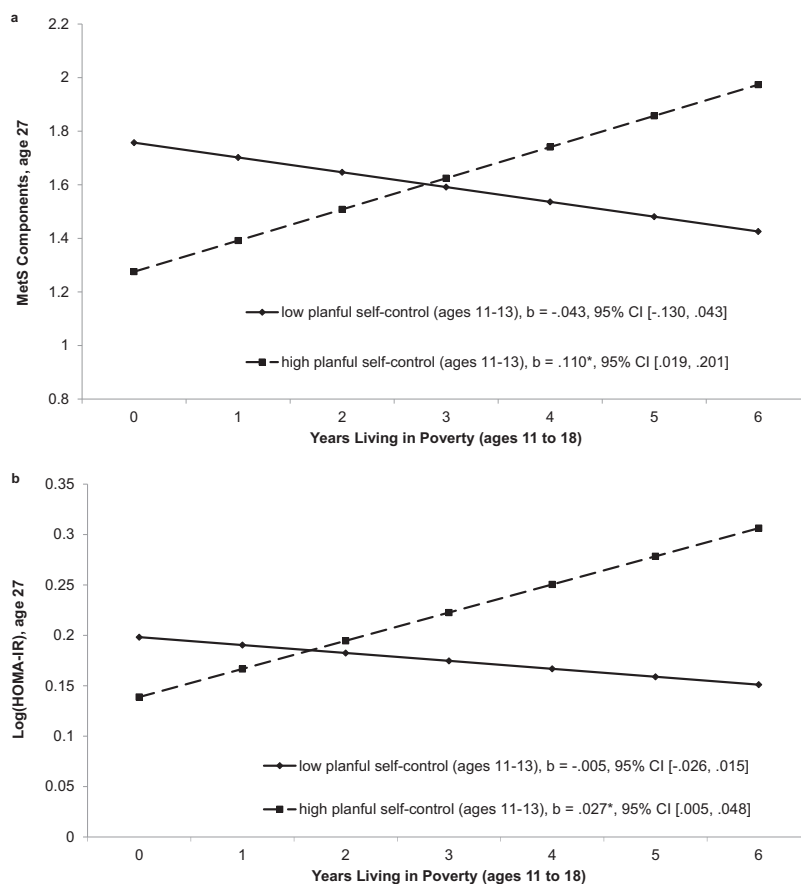 a
2.2
2
1.8
1.6
1.4
1.2
1
0.8
MetS Components, age 27
low planful self-control (ages 11-13), b = -.043, 95% CI [-.130, .043]
high planful self-control (ages 11-13), b = .110*, 95% CI [.019, .201]
0 1 2 3 4 5 6
Years Living in Poverty (ages 11 to 18)
b
0.35
0.3
0.25
0.2
0.15
0.1
0.05
0
Log(HOMA-IR), age 27
low planful self-control (ages 11-13), b = -.005, 95% CI [-.026, .015]
high planful self-control (ages 11-13), b = .027*, 95% CI [.005, .048]
0 1 2 3 4 5 6
Years Living in Poverty (ages 11 to 18)